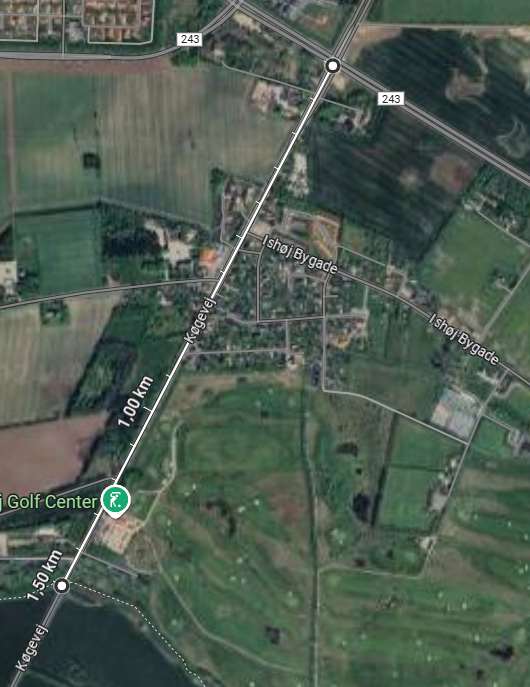 243
243
Ishøj Bygade
Ishøj Bygade
Køgevej
1,00 km
j Golf Center
1,50 km
Køgevej